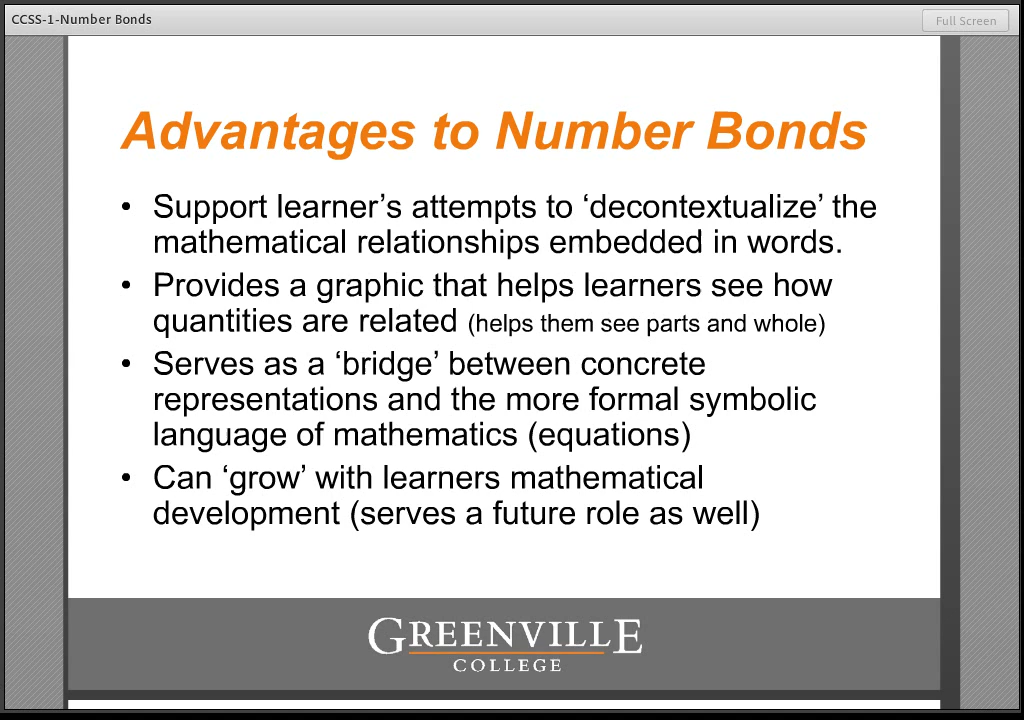 CCSS-1-Number Bonds
Full Screen
Advantages to Number Bonds
• Support learner’s attempts to ‘decontextualize’ the
mathematical relationships embedded in words.
• Provides a graphic that helps learners see how
quantities are related (helps them see parts and whole)
• Serves as a ‘bridge’ between concrete
representations and the more formal symbolic
language of mathematics (equations)
• Can ‘grow’ with learners mathematical
development (serves a future role as well)
GREENVILLE
COLLEGE